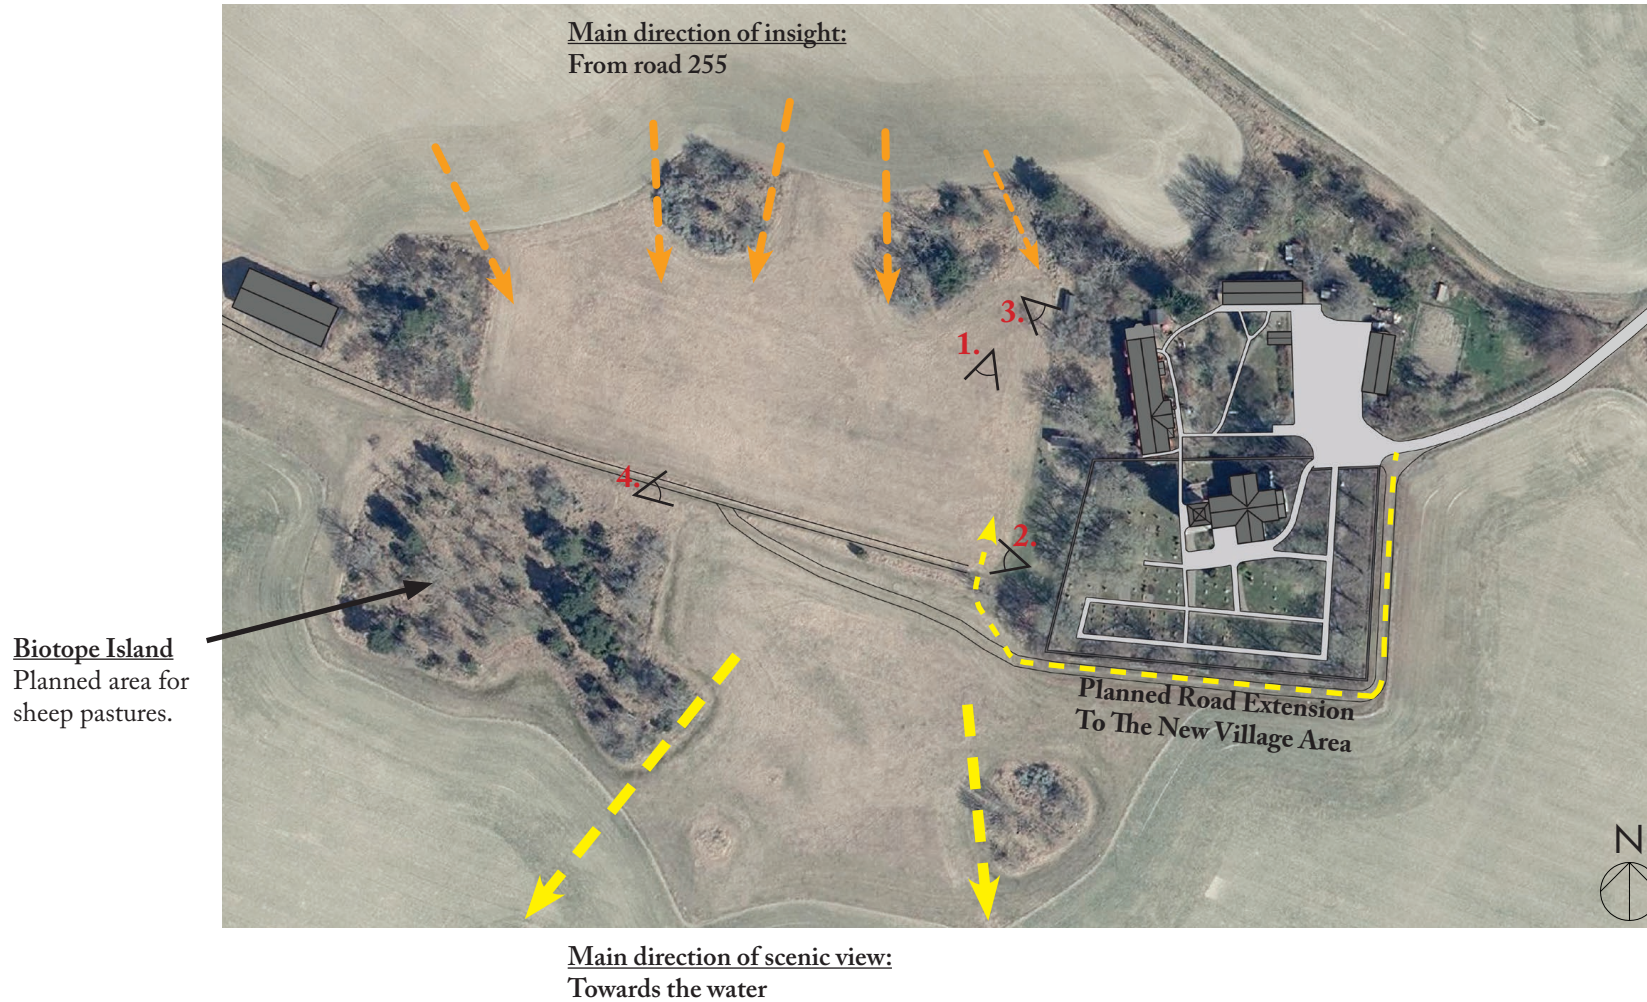 Main direction of insight:
From road 255
3.
1.
4.
2.
Biotope Island
Planned area for
sheep pastures.
Planned Road Extension
To The New Village Area
N
Main direction of scenic view:
Towards the water